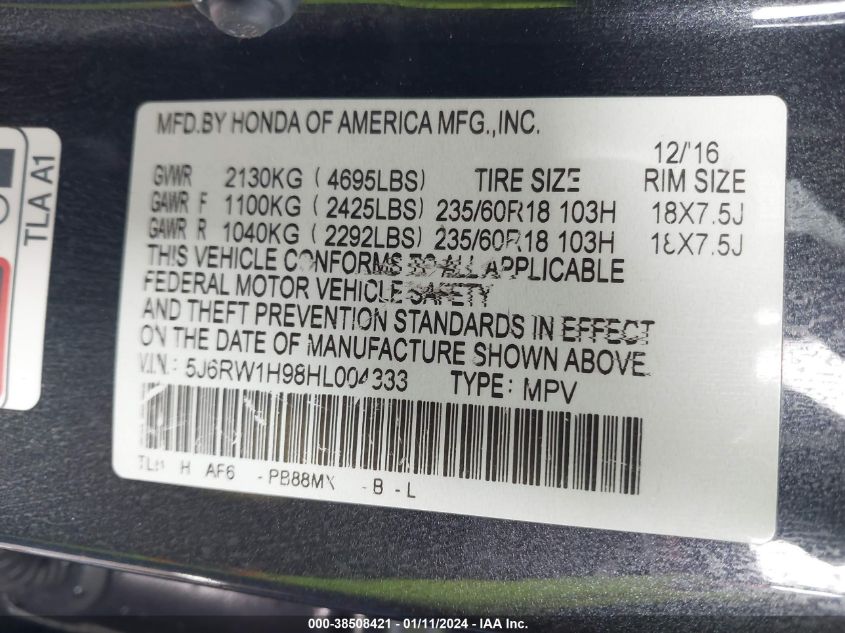 MFD.BY HONDA OF AMERICA MFG.,INC.
12/'16
GVWR 2130KG ( 4695LBS) TIRE SIZE RIM SIZE
GAWR F 1100KG ( 2425LBS) 235/60R18 103H 18X7.5J
GAWR R 1040KG ( 2292LBS) 235/60R18 103H 18X7.5J
THIS VEHICLE CONFORMS TO ALL APPLICABLE
FEDERAL MOTOR VEHICLE SAFETY
AND THEFT PREVENTION STANDARDS IN EFFECT
ON THE DATE OF MANUFACTURE SHOWN ABOVE.
V.I.N.: 5J6RW1H98HL004333 TYPE: MPV
H AF6 -PB88MX -B -L
TLA A1
000-38508421 - 01/11/2024 - IAA Inc.